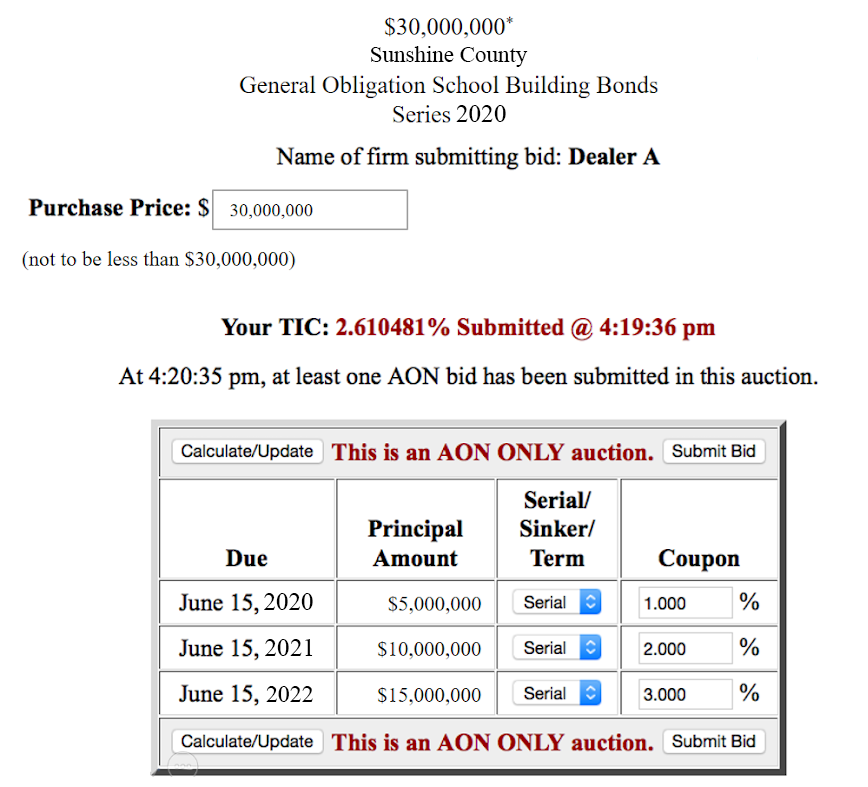 $30,000,000*
Sunshine County
General Obligation School Building Bonds
Series 2020
Name of firm submitting bid: Dealer A
Purchase Price: $ 30,000,000
(not to be less than $30,000,000)
Your TIC: 2.610481% Submitted @ 4:19:36 pm
At 4:20:35 pm, at least one AON bid has been submitted in this auction.
Calculate/Update This is an AON ONLY auction. Submit Bid
Due Principal Amount Serial/ Sinker/ Term Coupon
June 15, 2020 $5,000,000 Serial 1.000 %
June 15, 2021 $10,000,000 Serial 2.000 %
June 15, 2022 $15,000,000 Serial 3.000 %
Calculate/Update This is an AON ONLY auction. Submit Bid